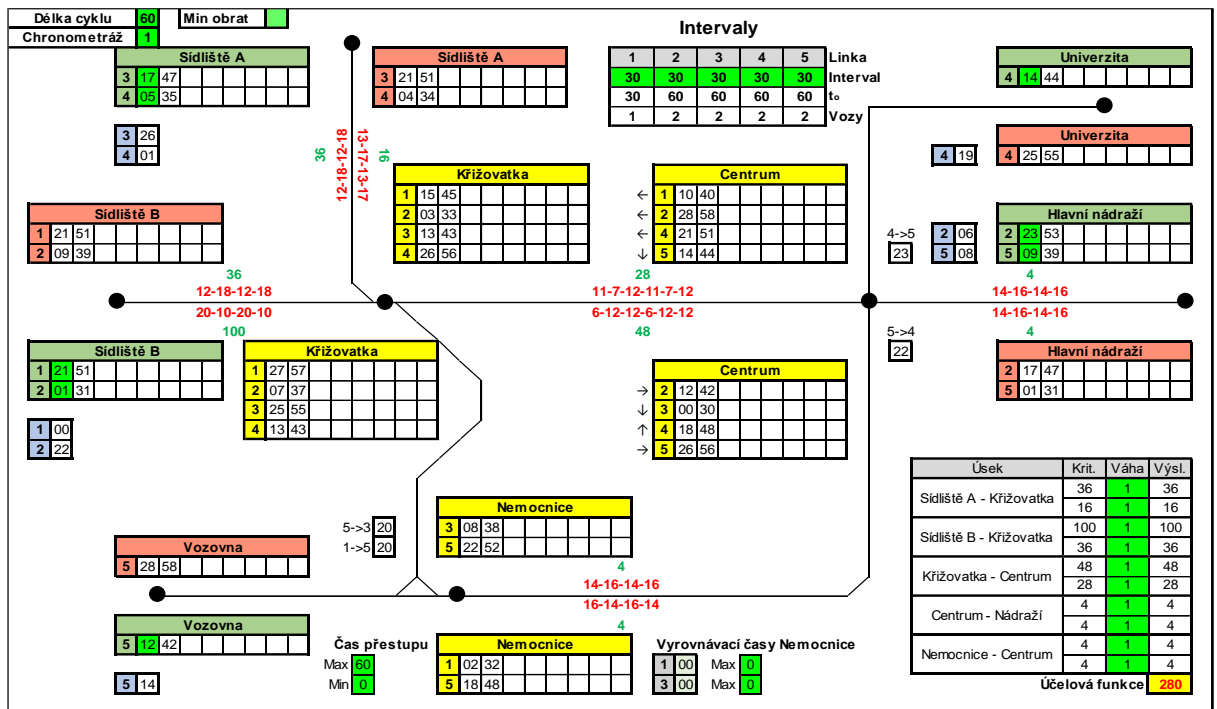 Délka cyklu 60 Min obrat
Chronometráž 1
Intervaly
Sídliště A
3 17 47
4 05 35
3 26
4 01
Sídliště A
3 21 51
4 04 34
1 2 3 4 5 Linka
30 30 30 30 30 Interval
30 60 60 60 60 tₒ
1 2 2 2 2 Vozy
Univerzita
4 14 44
4 19
Univerzita
4 25 55
36
12-18-12-18
13-17-13-17
16
Křižovatka
1 15 45
2 03 33
3 13 43
4 26 56
Centrum
← 1 10 40
← 2 28 58
← 4 21 51
↓ 5 14 44
Sídliště B
1 21 51
2 09 39
4->5
23
2 06
5 08
Hlavní nádraží
2 23 53
5 09 39
36
12-18-12-18
20-10-20-10
100
28
11-7-12-11-7-12
6-12-12-6-12-12
48
4
14-16-14-16
14-16-14-16
4
Sídliště B
1 21 51
2 01 31
1 00
2 22
Křižovatka
1 27 57
2 07 37
3 25 55
4 13 43
Centrum
→ 2 12 42
↓ 3 00 30
↑ 4 18 48
→ 5 26 56
5->4
22
Hlavní nádraží
2 17 47
5 01 31
Úsek Krit. Váha Výsl.
Sídliště A - Křižovatka
36 1 36
16 1 16
Sídliště B - Křižovatka
100 1 100
36 1 36
Křižovatka - Centrum
48 1 48
28 1 28
Centrum - Nádraží
4 1 4
4 1 4
Nemocnice - Centrum
4 1 4
4 1 4
Účelová funkce 280
5->3 20
1->5 20
Nemocnice
3 08 38
5 22 52
Vozovna
5 28 58
4
14-16-14-16
16-14-16-14
4
Vozovna
5 12 42
5 14
Čas přestupu
Max 60
Min 0
Nemocnice
1 02 32
5 18 48
Vyrovnávací časy Nemocnice
1 00 Max 0
3 00 Max 0